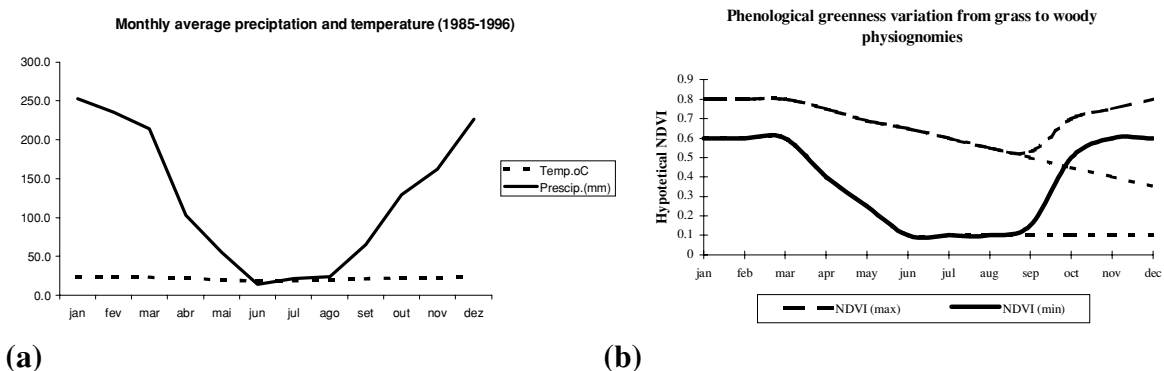 Monthly average preciptation and temperature (1985-1996)
300.0
250.0
200.0
150.0
100.0
50.0
0.0
jan fev mar abr mai jun jul ago set out nov dez
Temp.oC
Prescip.(mm)
(a)
Phenological greenness variation from grass to woody
physiognomies
Hypotetical NDVI
0.9
0.8
0.7
0.6
0.5
0.4
0.3
0.2
0.1
0
jan feb mar apr may jun jul aug sep oct nov dec
NDVI (max) NDVI (min)
(b)